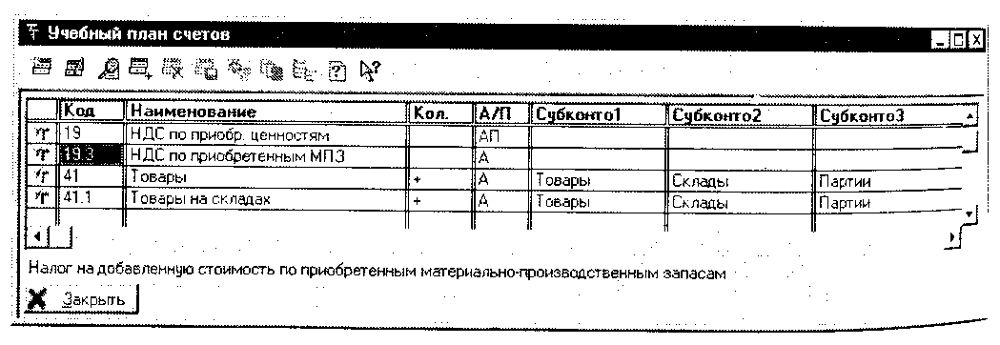 Учебный план счетов
Код Наименование Кол. А/П Субконто1 Субконто2 Субконто3
19 НДС по приобр. ценностям АП
19.3 НДС по приобретенным МПЗ А
41 Товары + А Товары Склады Партии
41.1 Товары на складах + А Товары Склады Партии
Налог на добавленную стоимость по приобретенным материально-производственным запасам
Закрыть